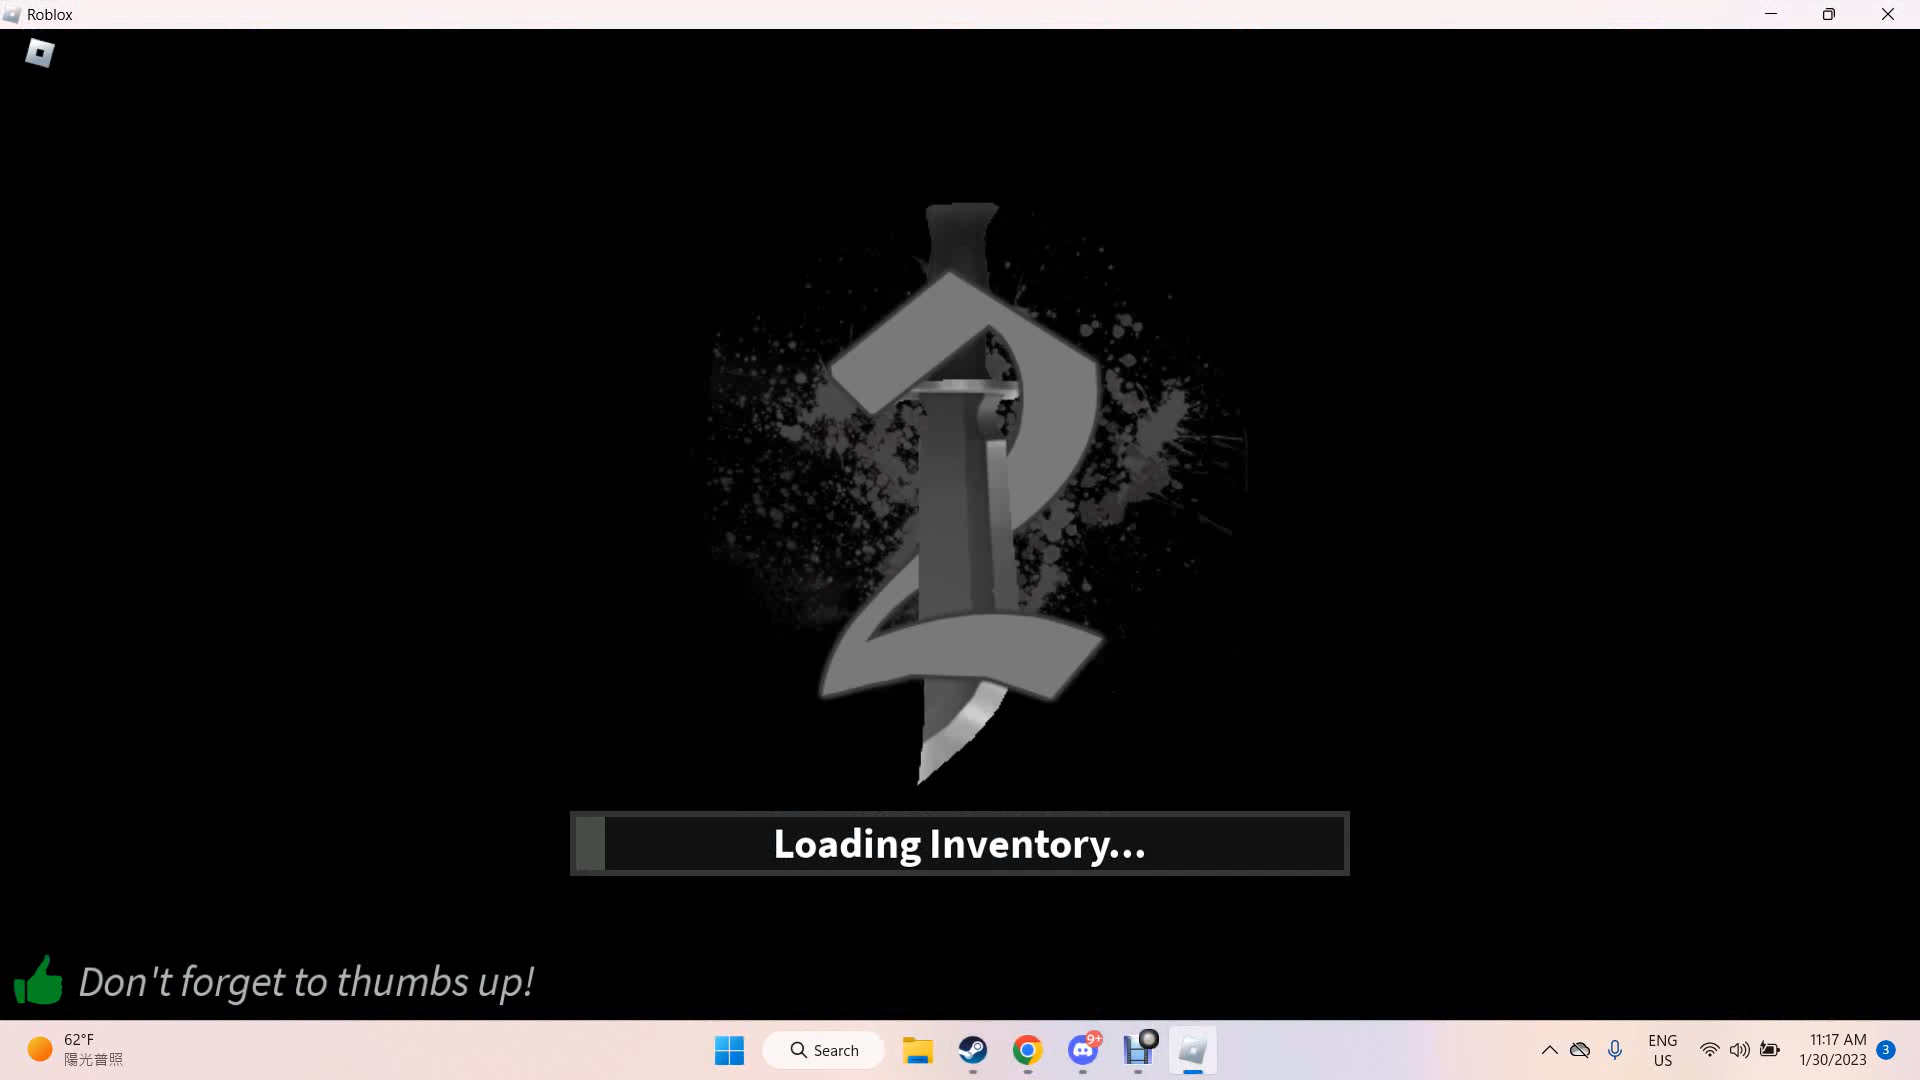 Roblox
2
Loading Inventory...
Don't forget to thumbs up!
62°F
陽光普照
Search
9+
ENG
US
11:17 AM
1/30/2023
3